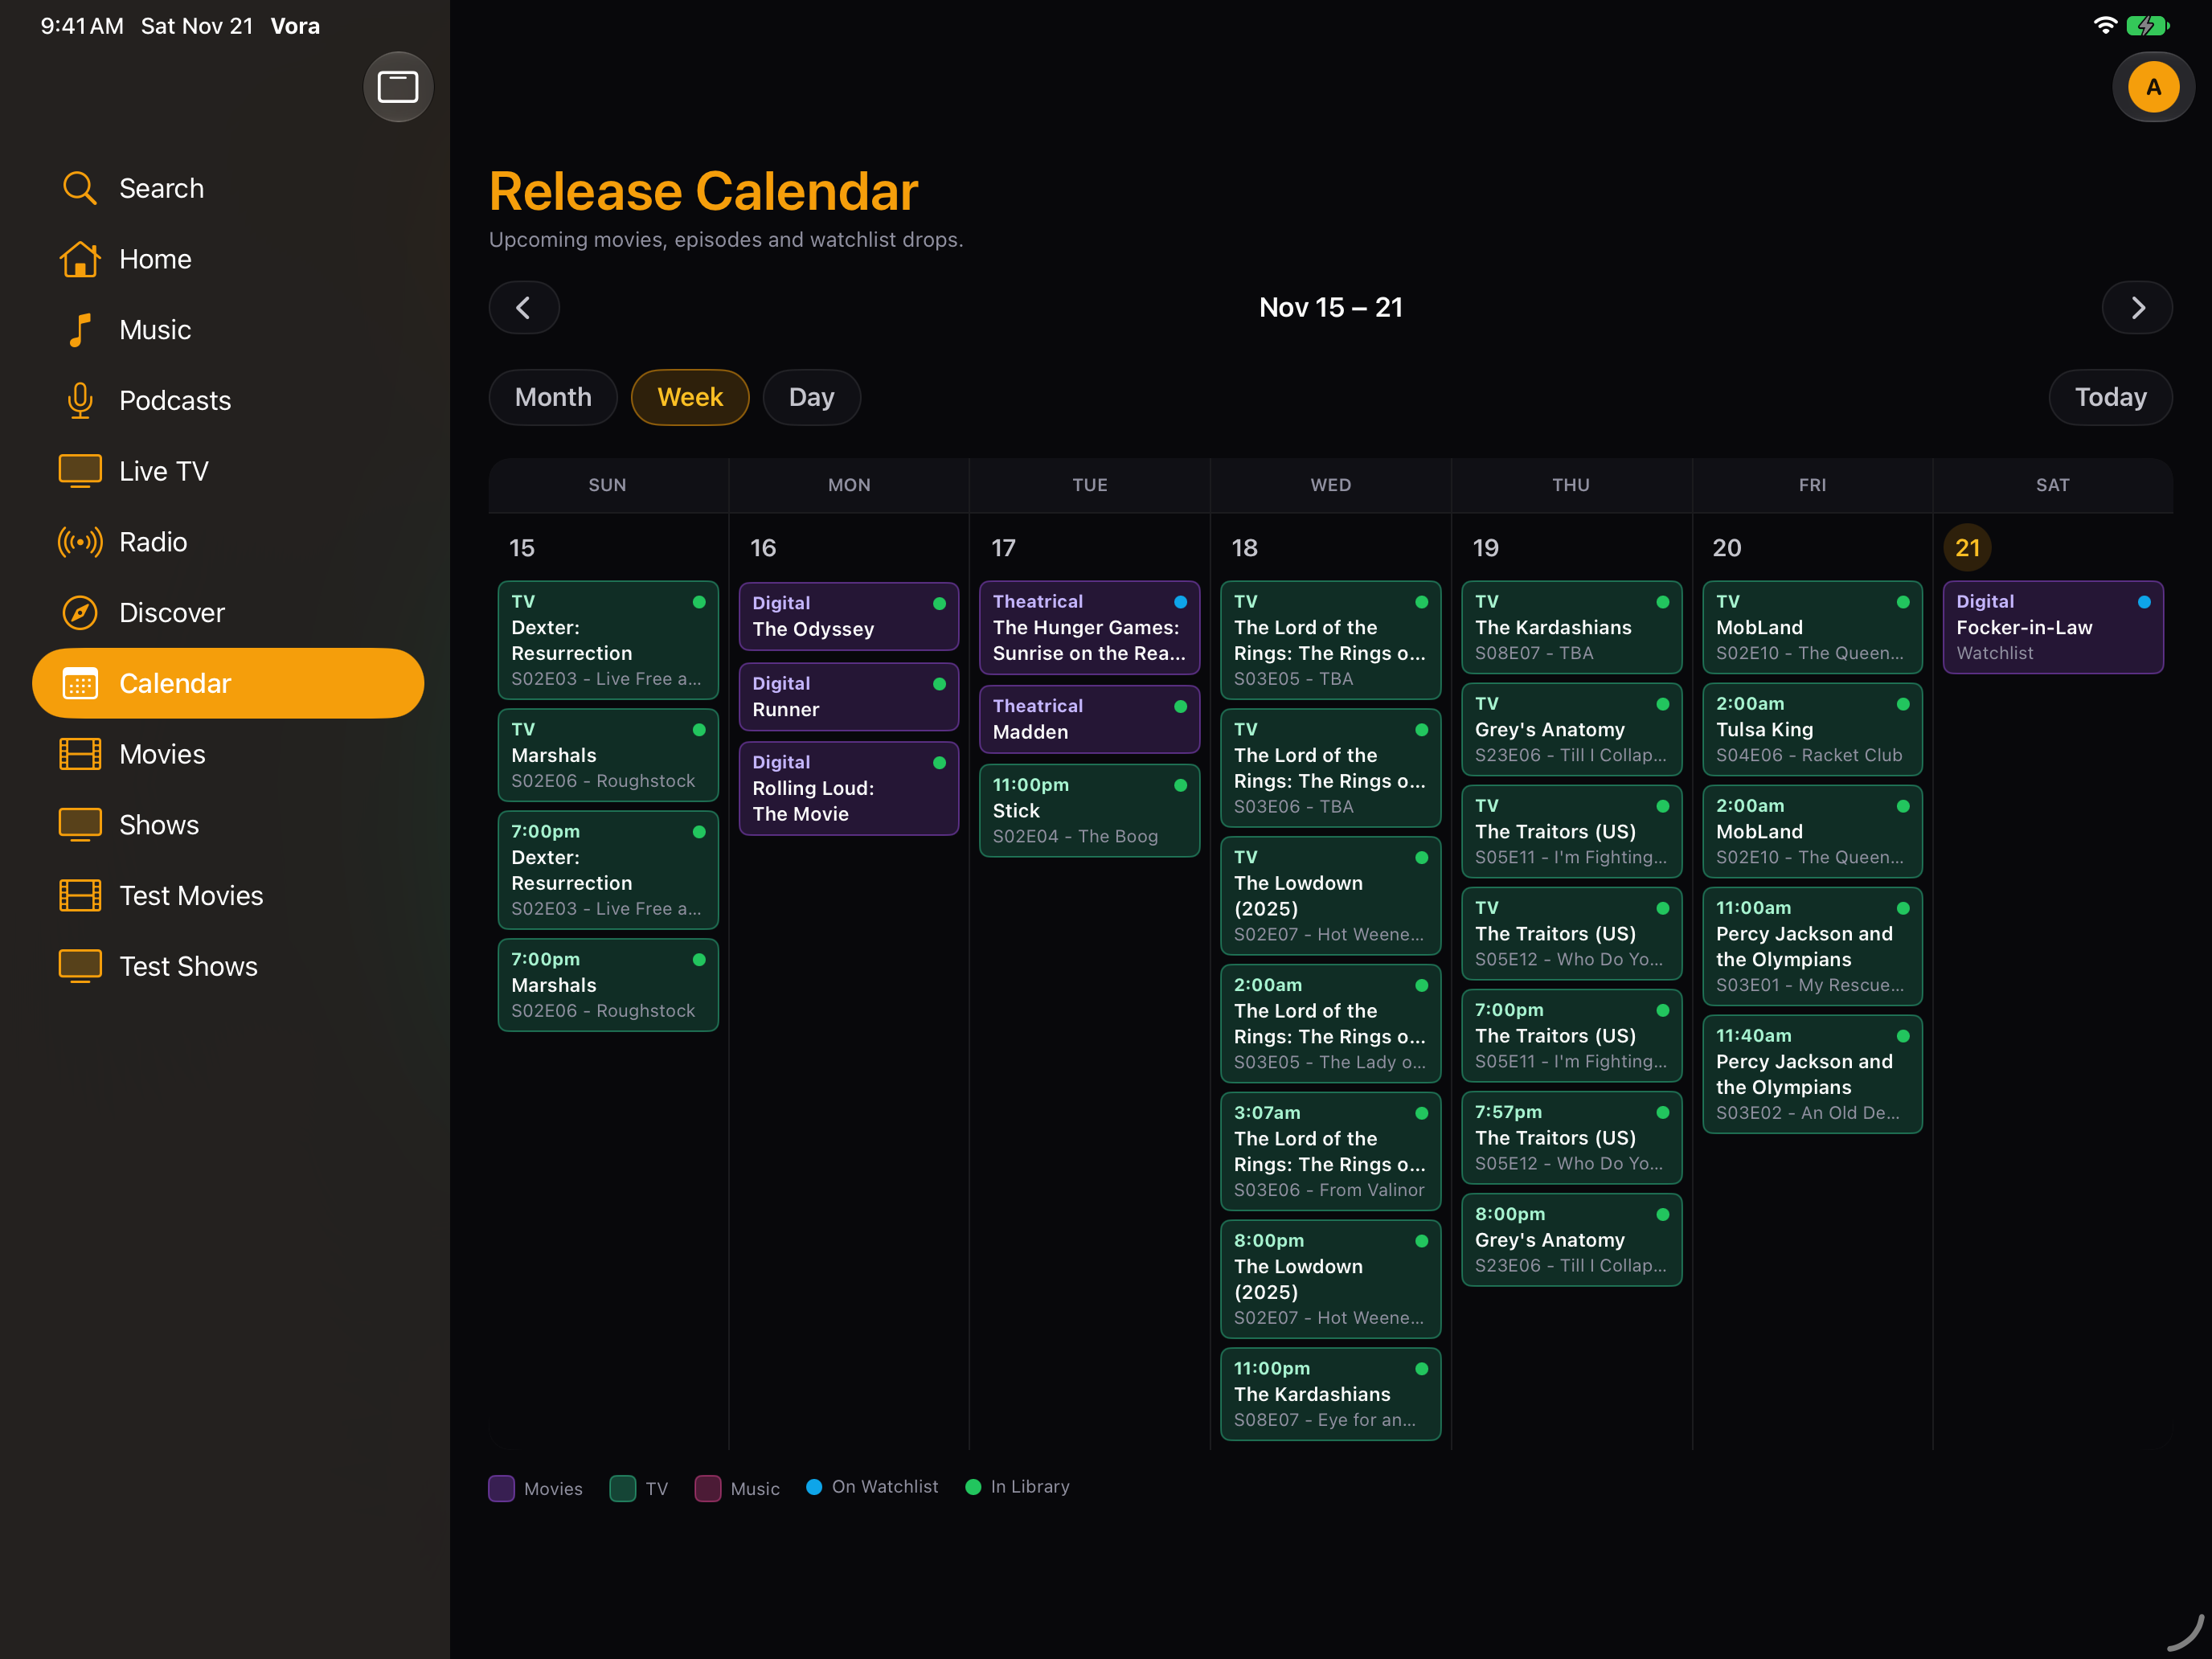 9:41 AM Sat Nov 21 Vora
A
Search
Home
Music
Podcasts
Live TV
Radio
Discover
Calendar
Movies
Shows
Test Movies
Test Shows
Release Calendar
Upcoming movies, episodes and watchlist drops.
Nov 15 – 21
Month Week Day Today
SUN MON TUE WED THU FRI SAT
15
TV
Dexter:
Resurrection
S02E03 - Live Free a...
TV
Marshals
S02E06 - Roughstock
7:00pm
Dexter:
Resurrection
S02E03 - Live Free a...
7:00pm
Marshals
S02E06 - Roughstock
16
Digital
The Odyssey
Digital
Runner
Digital
Rolling Loud:
The Movie
17
Theatrical
The Hunger Games:
Sunrise on the Rea...
Theatrical
Madden
11:00pm
Stick
S02E04 - The Boog
18
TV
The Lord of the
Rings: The Rings o...
S03E05 - TBA
TV
The Lord of the
Rings: The Rings o...
S03E06 - TBA
TV
The Lowdown
(2025)
S02E07 - Hot Weene...
2:00am
The Lord of the
Rings: The Rings o...
S03E05 - The Lady o...
3:07am
The Lord of the
Rings: The Rings o...
S03E06 - From Valinor
8:00pm
The Lowdown
(2025)
S02E07 - Hot Weene...
11:00pm
The Kardashians
S08E07 - Eye for an...
19
TV
The Kardashians
S08E07 - TBA
TV
Grey's Anatomy
S23E06 - Till I Collap...
TV
The Traitors (US)
S05E11 - I'm Fighting...
TV
The Traitors (US)
S05E12 - Who Do Yo...
7:00pm
The Traitors (US)
S05E11 - I'm Fighting...
7:57pm
The Traitors (US)
S05E12 - Who Do Yo...
8:00pm
Grey's Anatomy
S23E06 - Till I Collap...
20
TV
MobLand
S02E10 - The Queen...
2:00am
Tulsa King
S04E06 - Racket Club
2:00am
MobLand
S02E10 - The Queen...
11:00am
Percy Jackson and
the Olympians
S03E01 - My Rescue...
11:40am
Percy Jackson and
the Olympians
S03E02 - An Old De...
21
Digital
Focker-in-Law
Watchlist
Movies TV Music On Watchlist In Library